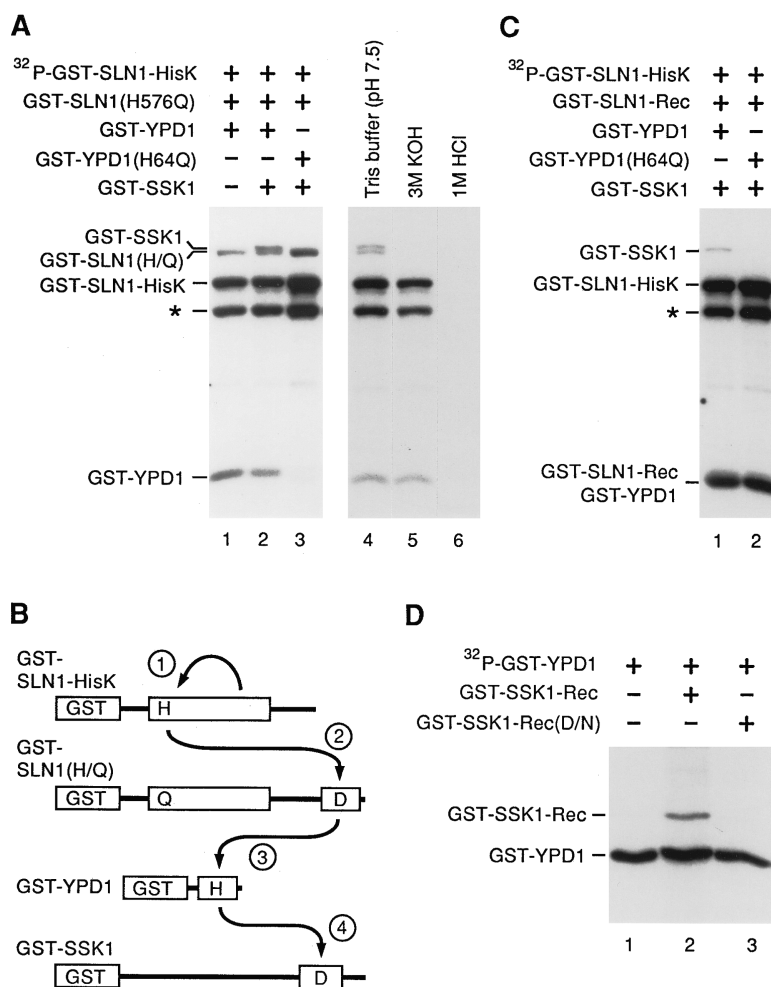 A
32P-GST-SLN1-HisK + + +
GST-SLN1(H576Q) + + +
GST-YPD1 + + −
GST-YPD1(H64Q) − − +
GST-SSK1 − + +
Tris buffer (pH 7.5)
3M KOH
1M HCl
GST-SSK1
GST-SLN1(H/Q)
GST-SLN1-HisK
*
GST-YPD1
1 2 3 4 5 6
C
32P-GST-SLN1-HisK + +
GST-SLN1-Rec + +
GST-YPD1 + −
GST-YPD1(H64Q) − +
GST-SSK1 + +
GST-SSK1
GST-SLN1-HisK
*
GST-SLN1-Rec
GST-YPD1
1 2
B
GST-
SLN1-HisK
1
GST H
2
GST-
SLN1(H/Q)
GST Q D
3
GST-YPD1 GST H
4
GST-SSK1
GST D
D
32P-GST-YPD1 + + +
GST-SSK1-Rec − + −
GST-SSK1-Rec(D/N) − − +
GST-SSK1-Rec
GST-YPD1
1 2 3